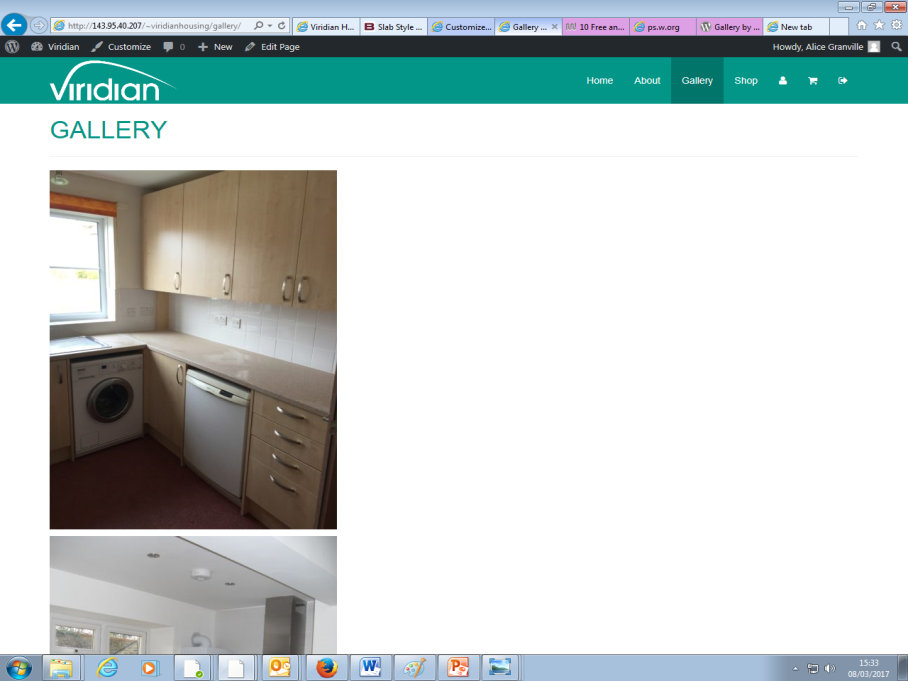 http://143.95.40.207/~viridianhousing/gallery/
Viridian H...
Slab Style ...
Customize...
Gallery ...
10 Free an...
ps.w.org
Gallery by ...
New tab
Viridian
Customize
0
New
Edit Page
Howdy, Alice Granville
viridian
Home
About
Gallery
Shop
GALLERY
15:33
08/03/2017